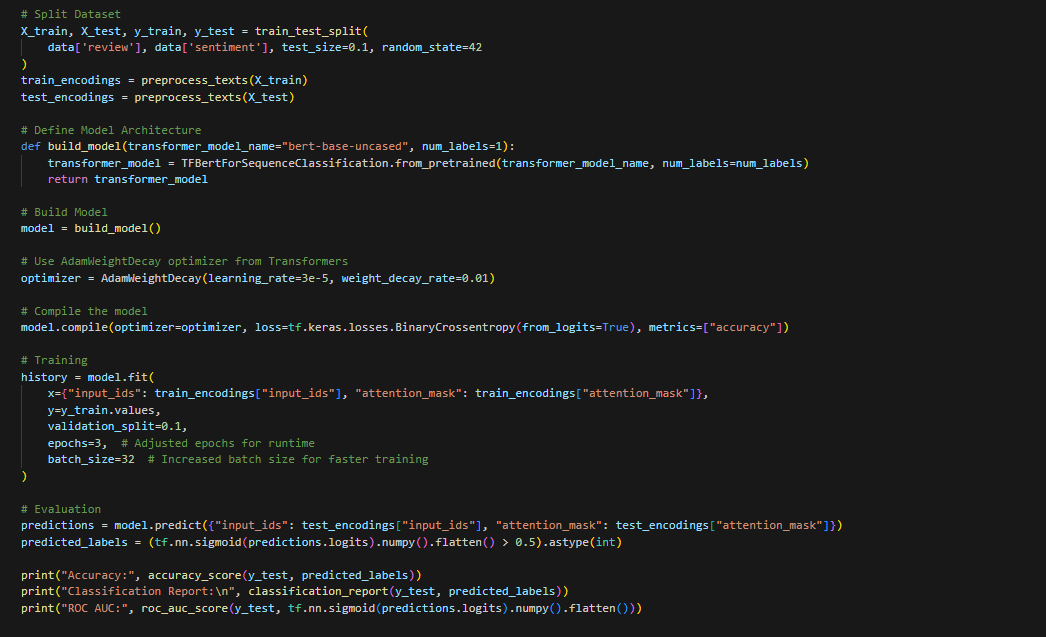 # Split Dataset
X_train, X_test, y_train, y_test = train_test_split(
    data['review'], data['sentiment'], test_size=0.1, random_state=42
)
train_encodings = preprocess_texts(X_train)
test_encodings = preprocess_texts(X_test)

# Define Model Architecture
def build_model(transformer_model_name="bert-base-uncased", num_labels=1):
    transformer_model = TFBertForSequenceClassification.from_pretrained(transformer_model_name, num_labels=num_labels)
    return transformer_model

# Build Model
model = build_model()

# Use AdamWeightDecay optimizer from Transformers
optimizer = AdamWeightDecay(learning_rate=3e-5, weight_decay_rate=0.01)

# Compile the model
model.compile(optimizer=optimizer, loss=tf.keras.losses.BinaryCrossentropy(from_logits=True), metrics=["accuracy"])

# Training
history = model.fit(
    x={"input_ids": train_encodings["input_ids"], "attention_mask": train_encodings["attention_mask"]},
    y=y_train.values,
    validation_split=0.1,
    epochs=3,  # Adjusted epochs for runtime
    batch_size=32  # Increased batch size for faster training
)

# Evaluation
predictions = model.predict({"input_ids": test_encodings["input_ids"], "attention_mask": test_encodings["attention_mask"]})
predicted_labels = (tf.nn.sigmoid(predictions.logits).numpy().flatten() > 0.5).astype(int)

print("Accuracy:", accuracy_score(y_test, predicted_labels))
print("Classification Report:\n", classification_report(y_test, predicted_labels))
print("ROC AUC:", roc_auc_score(y_test, tf.nn.sigmoid(predictions.logits).numpy().flatten()))